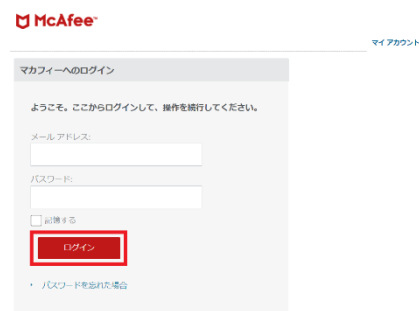 McAfee™
マイ アカウント
マカフィーへのログイン
ようこそ。ここからログインして、操作を続行してください。
メール アドレス:
パスワード:
記憶する
ログイン
パスワードを忘れた場合